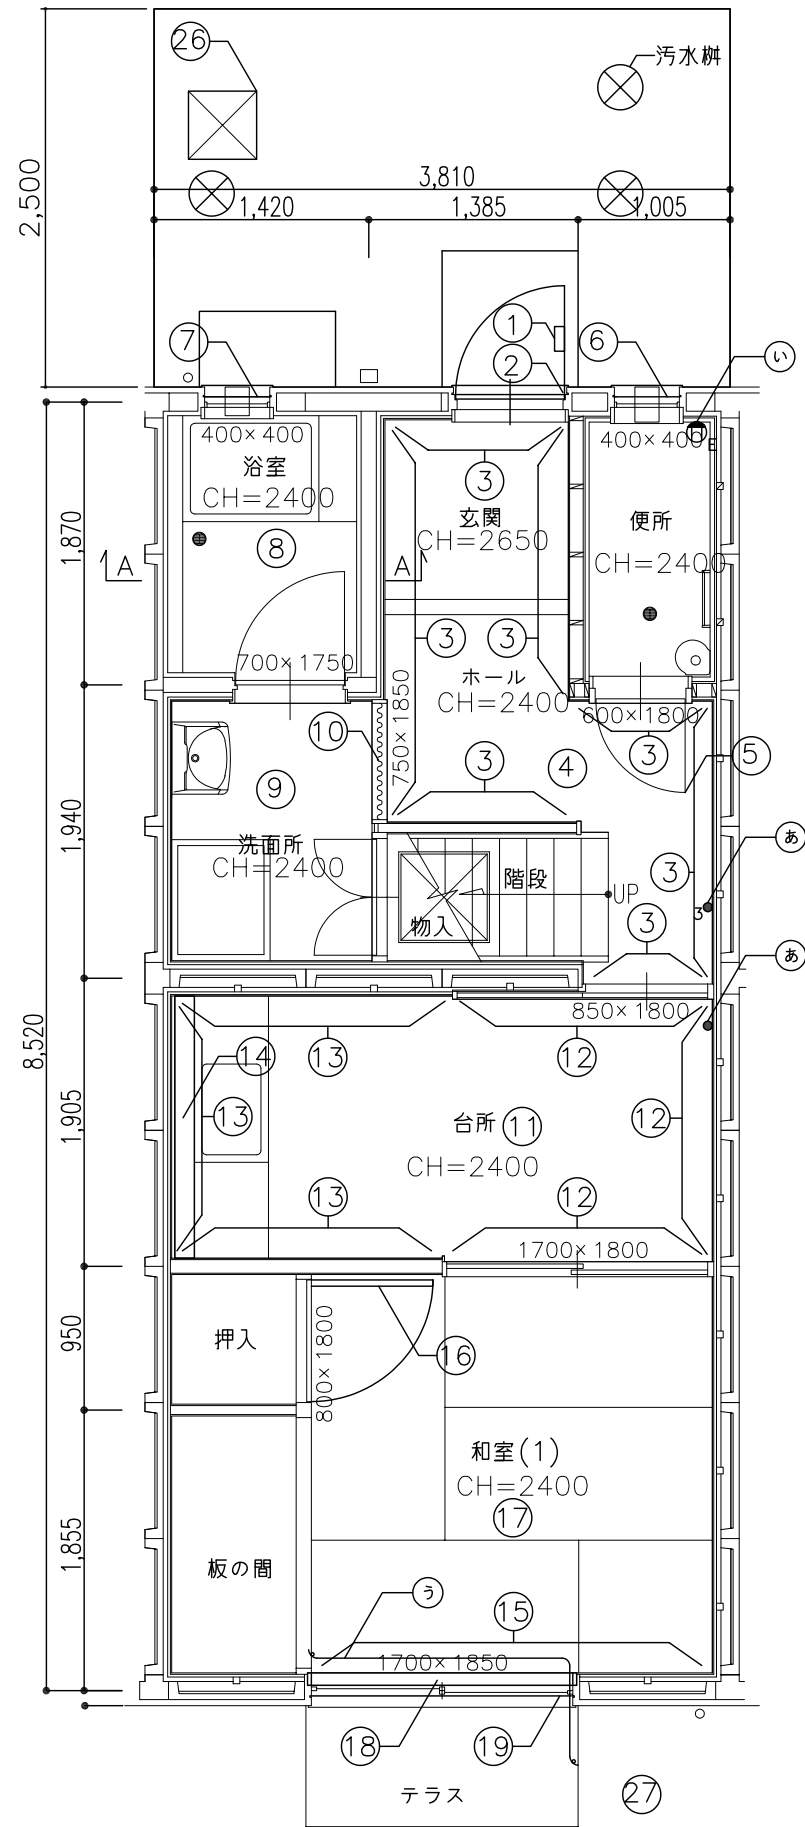 26
汚水桝
2,500
3,810
1,420
1,385
1,005
1
7
2
6
い
400×400
400×400
E
浴室
CH=2400
3
玄関
CH=2650
便所
CH=2400
1,870
8
A
A
3
3
700×1750
ホール
CH=2400
750×1850
600×1800
10
3
4
3
5
9
洗面所
CH=2400
1,940
階段
UP
物入
3
あ
3
3
あ
850×1800
8,520
14
13
12
13
台所
11
12
CH=2400
1,905
13
12
1700×1800
950
押入
800×1800
16
和室(1)
CH=2400
17
1,855
板の間
う
15
1700×1850
18
19
テラス
27